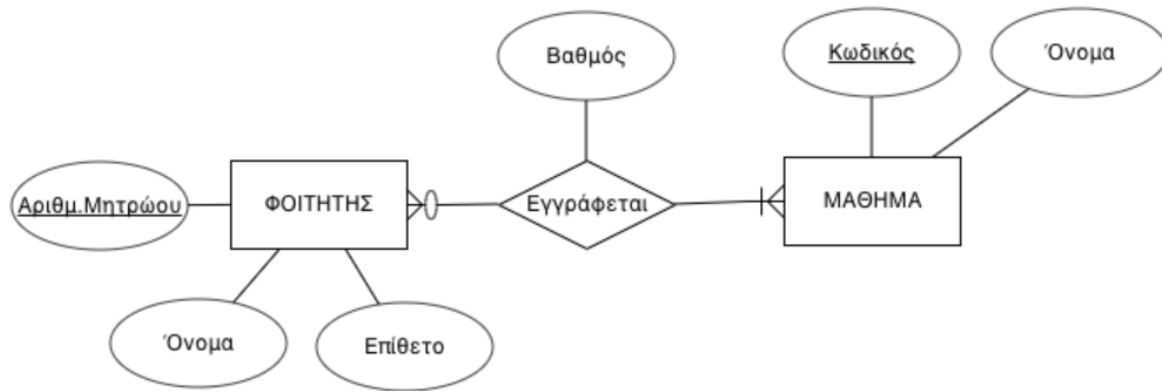 Βαθμός
Κωδικός
Όνομα
Αριθμ.Μητρώου
ΦΟΙΤΗΤΗΣ
Εγγράφεται
ΜΑΘΗΜΑ
Όνομα
Επίθετο